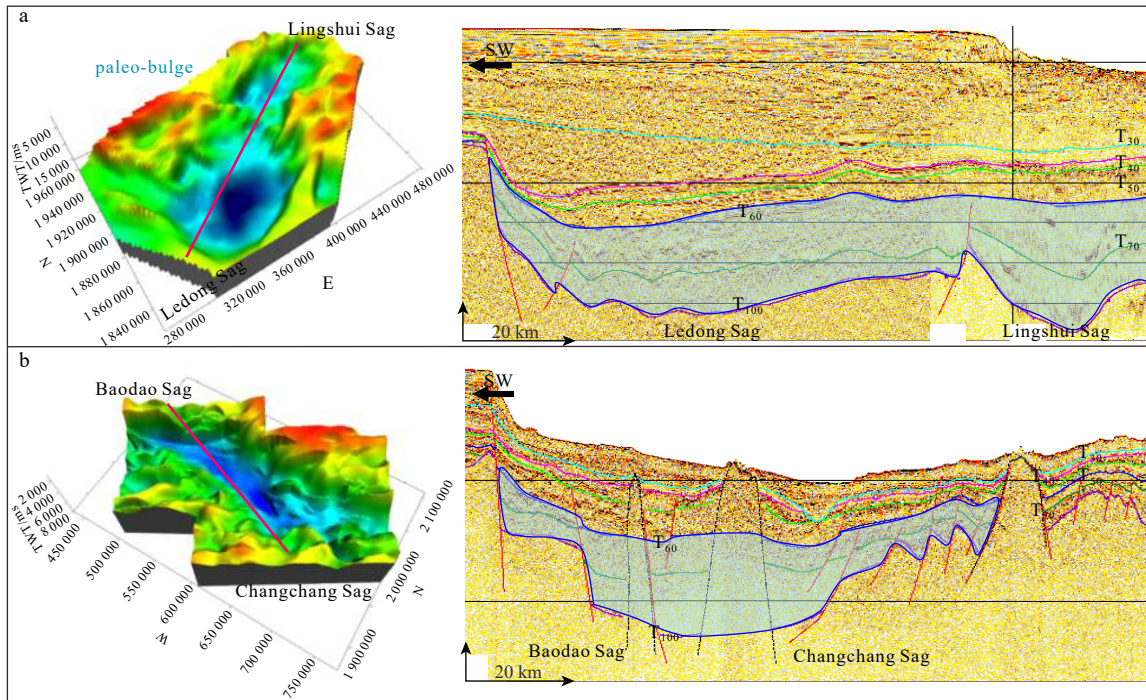 a
Lingshui Sag
paleo-bulge
TWT/ms
5 000
10 000
15 000
1 960 000
1 940 000
1 920 000
1 900 000
1 880 000
1 860 000
1 840 000
N
Ledong Sag
280 000
320 000
360 000
400 000
440 000
480 000
E
SW
T30
T50
T60
T70
T100
20 km
Ledong Sag
Lingshui Sag
b
Baodao Sag
TWT/ms
2 000
4 000
6 000
8 000
450 000
500 000
550 000
600 000
650 000
700 000
750 000
W
Changchang Sag
2 100 000
2 000 000
1 900 000
N
SW
T60
T100
Baodao Sag
Changchang Sag
20 km